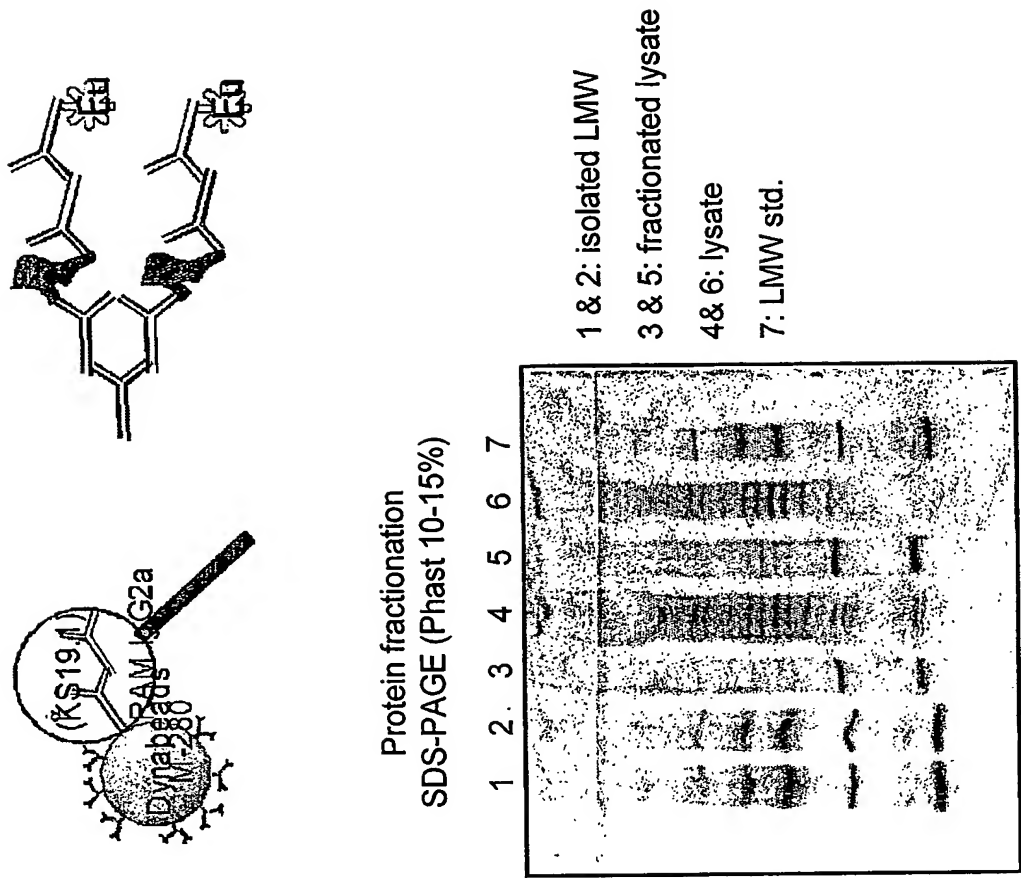 (KS19.1)
RAM IgG2a
Dynabeads
M-280
Protein fractionation
SDS-PAGE (Phast 10-15%)
1 2. 3 4 5 6 7
1 & 2: isolated LMW
3 & 5: fractionated lysate
4& 6: lysate
7: LMW std.